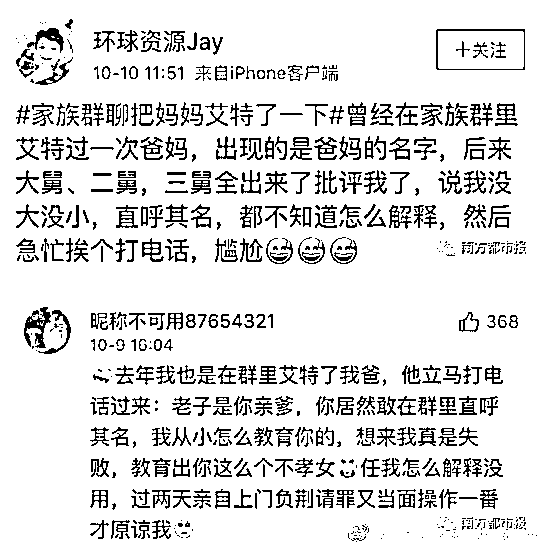 环球资源Jay
十关注
10-10 11:51 来自iPhone客户端
#家族群聊把妈妈艾特了一下#曾经在家族群里
艾特过一次爸妈，出现的是爸妈的名字，后来
大舅、二舅，三舅全出来了批评我了，说我没
大没小，直呼其名，都不知道怎么解释，然后
急忙挨个打电话，尴尬😅😅😅
南方都市报
昵称不可用87654321
368
10-9 16:04
去年我也是在群里艾特了我爸，他立马打电
话过来：老子是你亲爹，你居然敢在群里直呼
其名，我从小怎么教育你的，想来我真是失
败，教育出你这么个不孝女任我怎么解释没
用，过两天亲自上门负荆请罪又当面操作一番
才原谅我
南方都市报